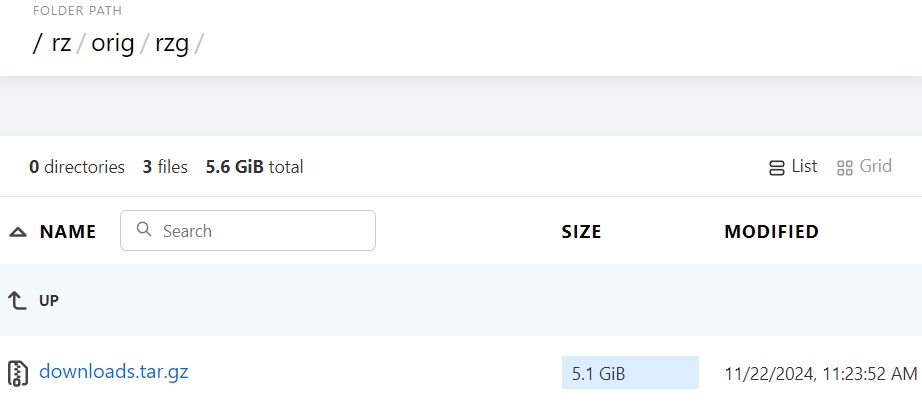 FOLDER PATH
/ rz / orig / rzg /
0 directories 3 files 5.6 GiB total List Grid
NAME Search SIZE MODIFIED
UP
downloads.tar.gz 5.1 GiB 11/22/2024, 11:23:52 AM